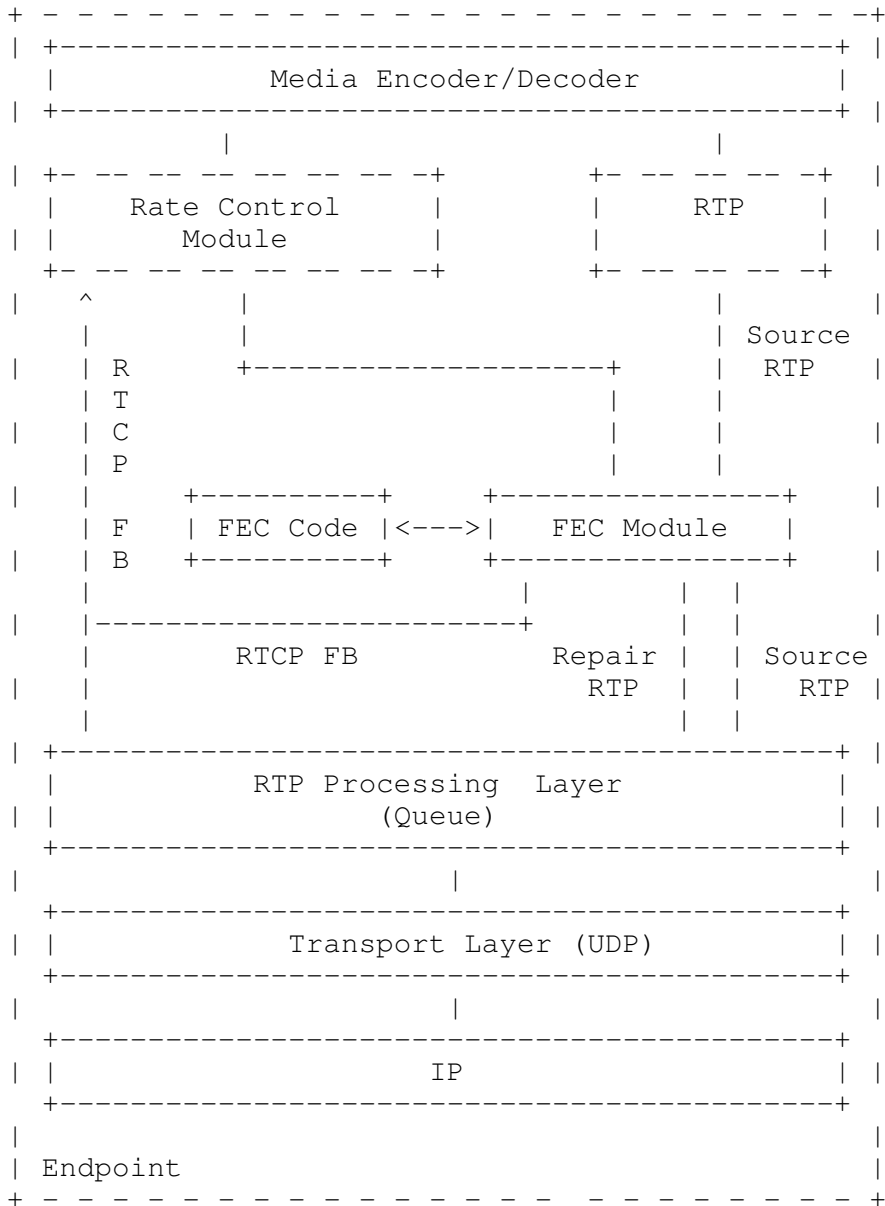 Media Encoder/Decoder
Rate Control RTP
Module
Source
R RTP
T
C
P
F FEC Code <---> FEC Module
B
RTCP FB Repair Source
RTP RTP
RTP Processing Layer
(Queue)
Transport Layer (UDP)
IP
Endpoint